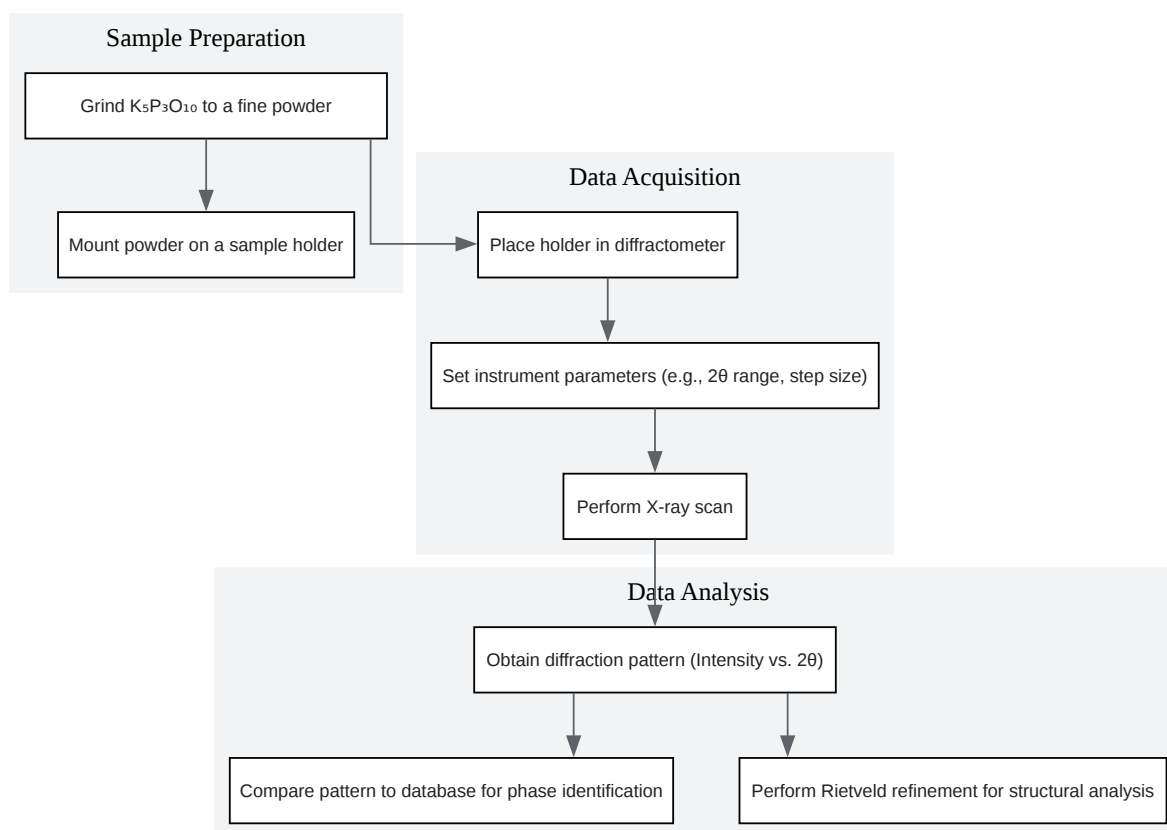 Sample Preparation
Grind K₅P₃O₁₀ to a fine powder
Mount powder on a sample holder
Data Acquisition
Place holder in diffractometer
Set instrument parameters (e.g., 2θ range, step size)
Perform X-ray scan
Data Analysis
Obtain diffraction pattern (Intensity vs. 2θ)
Compare pattern to database for phase identification
Perform Rietveld refinement for structural analysis